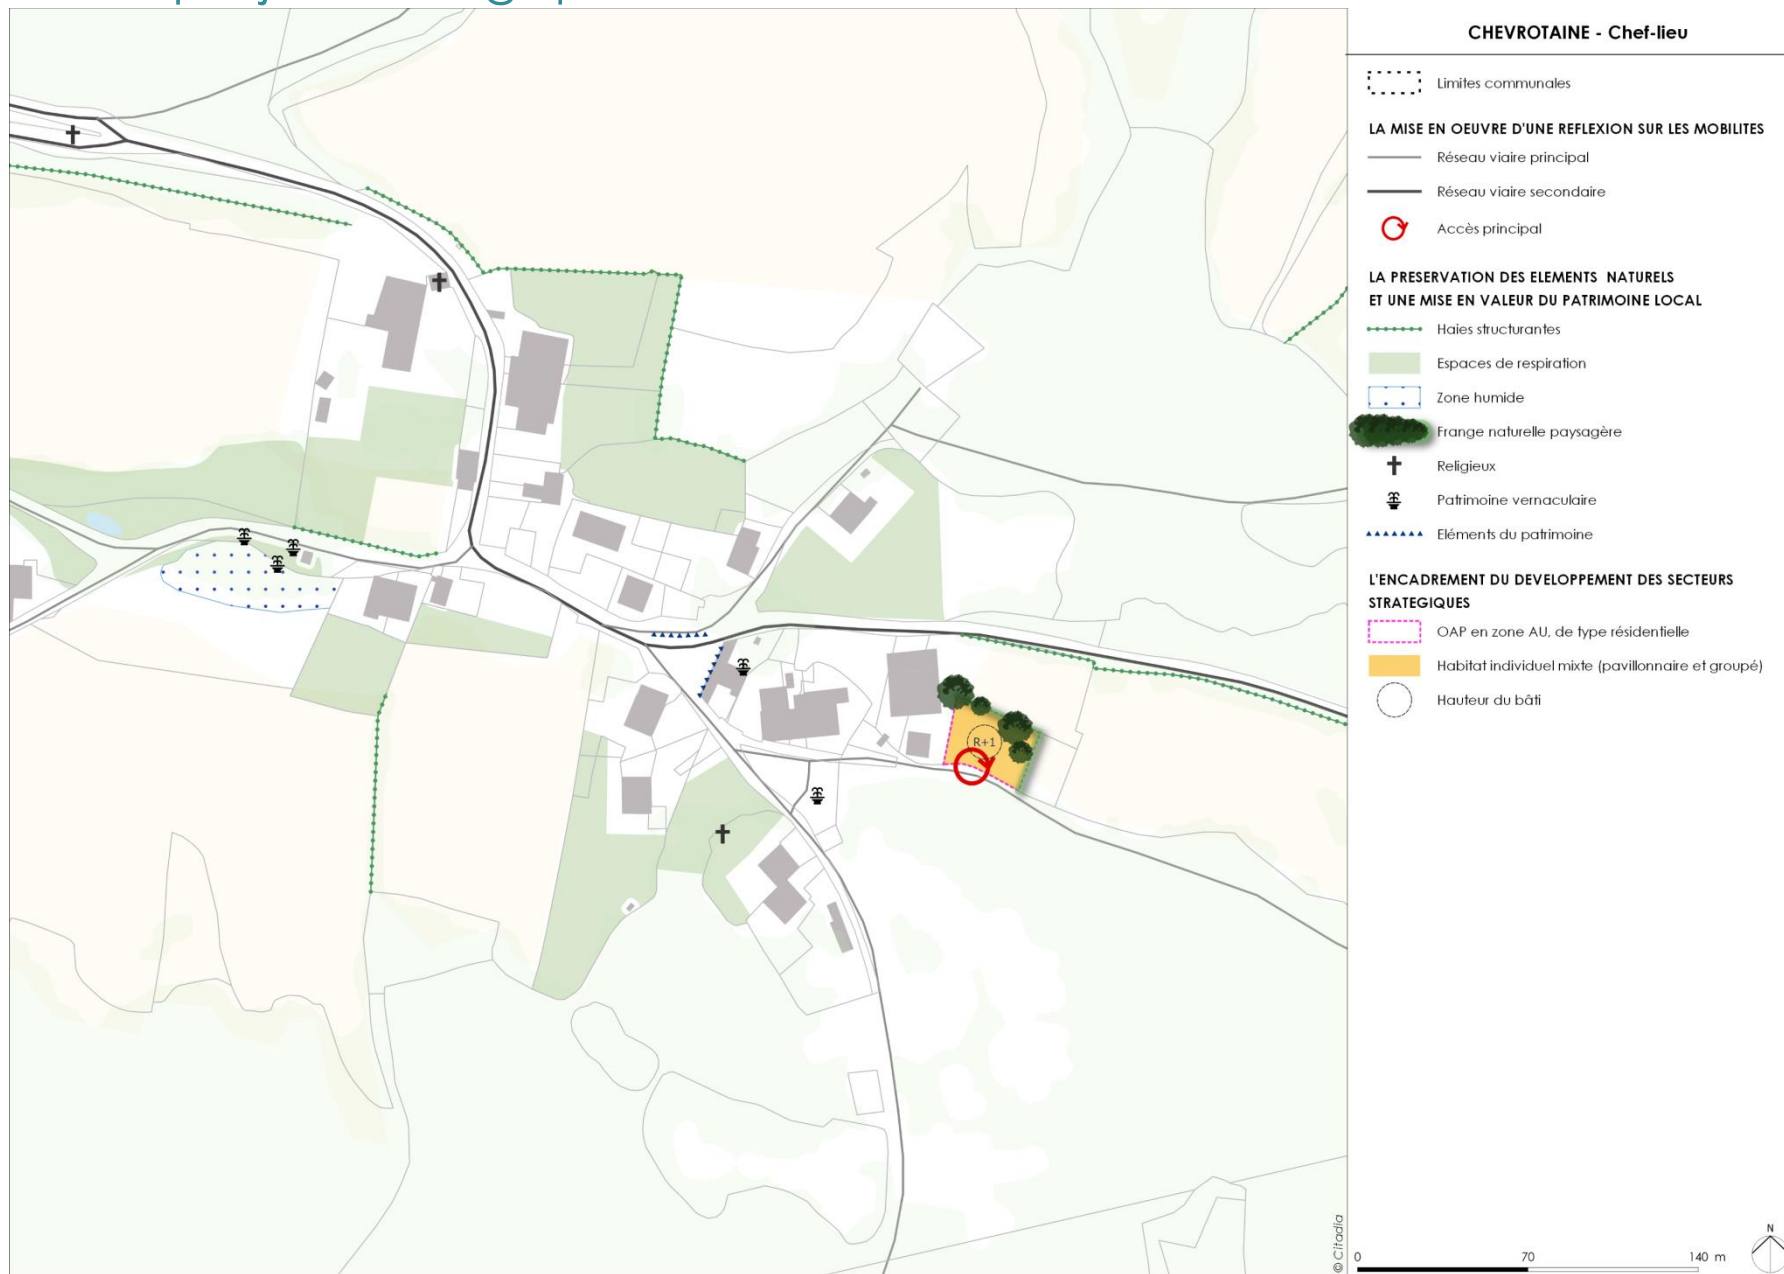 CHEVROTAINE - Chef-lieu
Limites communales
LA MISE EN OEUVRE D'UNE REFLEXION SUR LES MOBILITES
Réseau viaire principal
Réseau viaire secondaire
Accès principal
LA PRESERVATION DES ELEMENTS NATURELS
ET UNE MISE EN VALEUR DU PATRIMOINE LOCAL
Haies structurantes
Espaces de respiration
Zone humide
Frange naturelle paysagère
Religieux
Patrimoine vernaculaire
Eléments du patrimoine
L'ENCADREMENT DU DEVELOPPEMENT DES SECTEURS
STRATEGIQUES
OAP en zone AU, de type résidentielle
Habitat individuel mixte (pavillonnaire et groupé)
Hauteur du bâti
R+1
© Citadia
0 70 140 m
N